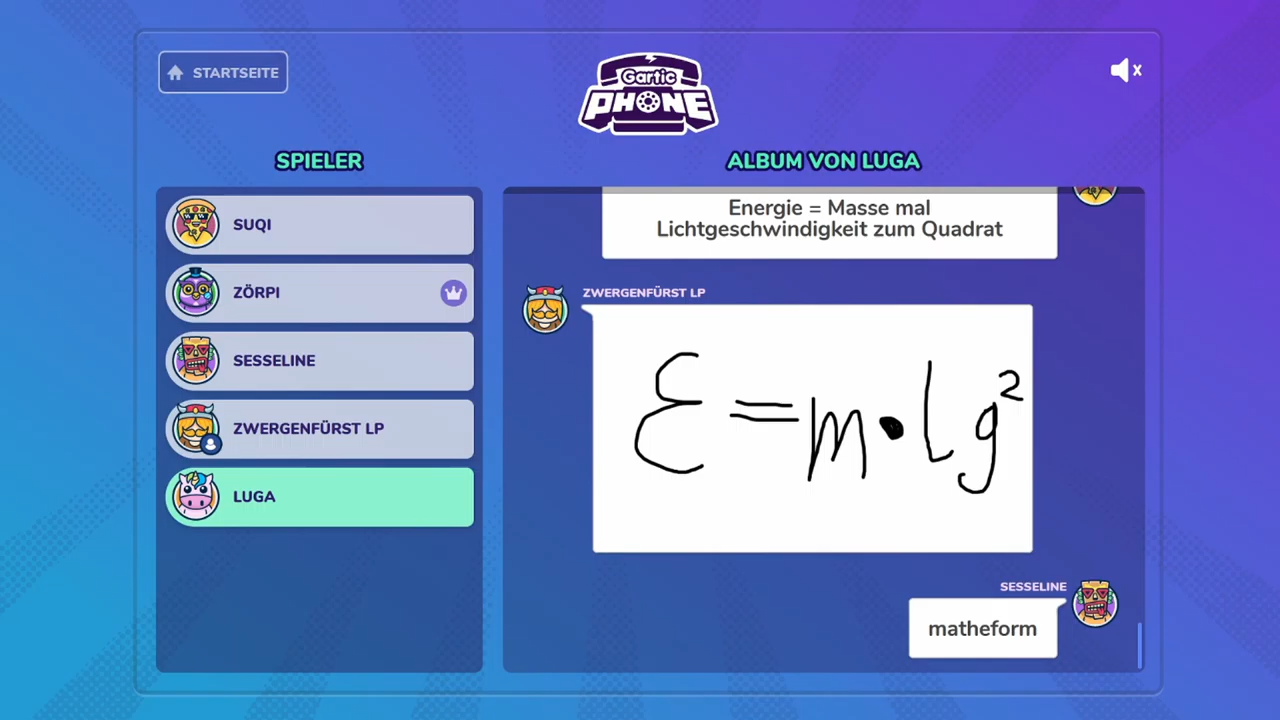 STARTSEITE
Gartic
PHONE
SPIELER
ALBUM VON LUGA
SUQI
ZÖRPI
SESSELINE
ZWERGENFÜRST LP
LUGA
Energie = Masse mal
Lichtgeschwindigkeit zum Quadrat
ZWERGENFÜRST LP
E = m • lg²
SESSELINE
matheform